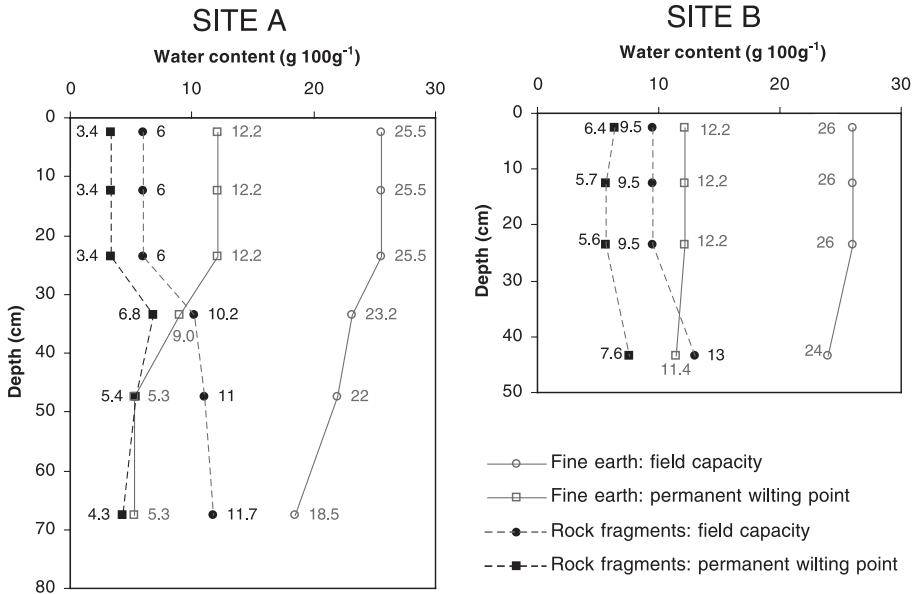 SITE A
Water content (g 100g⁻¹)
0 10 20 30
Depth (cm)
0
10
20
30
40
50
60
70
80
3.4 6 12.2 25.5
3.4 6 12.2 25.5
3.4 6 12.2 25.5
6.8 9.0 10.2 23.2
5.4 5.3 11 22
4.3 5.3 11.7 18.5
SITE B
Water content (g 100g⁻¹)
0 10 20 30
Depth (cm)
0
10
20
30
40
50
6.4 9.5 12.2 26
5.7 9.5 12.2 26
5.6 9.5 12.2 26
7.6 11.4 13 24
Fine earth: field capacity
Fine earth: permanent wilting point
Rock fragments: field capacity
Rock fragments: permanent wilting point